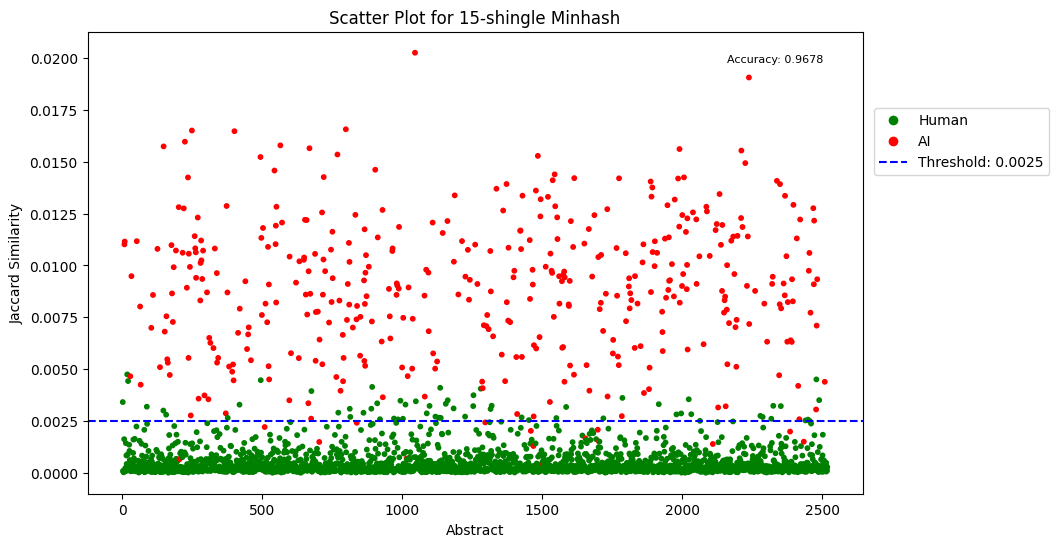 Scatter Plot for 15-shingle Minhash
Accuracy: 0.9678
Human
AI
Threshold: 0.0025
Jaccard Similarity
0.0200
0.0175
0.0150
0.0125
0.0100
0.0075
0.0050
0.0025
0.0000
0
500
1000
1500
2000
2500
Abstract